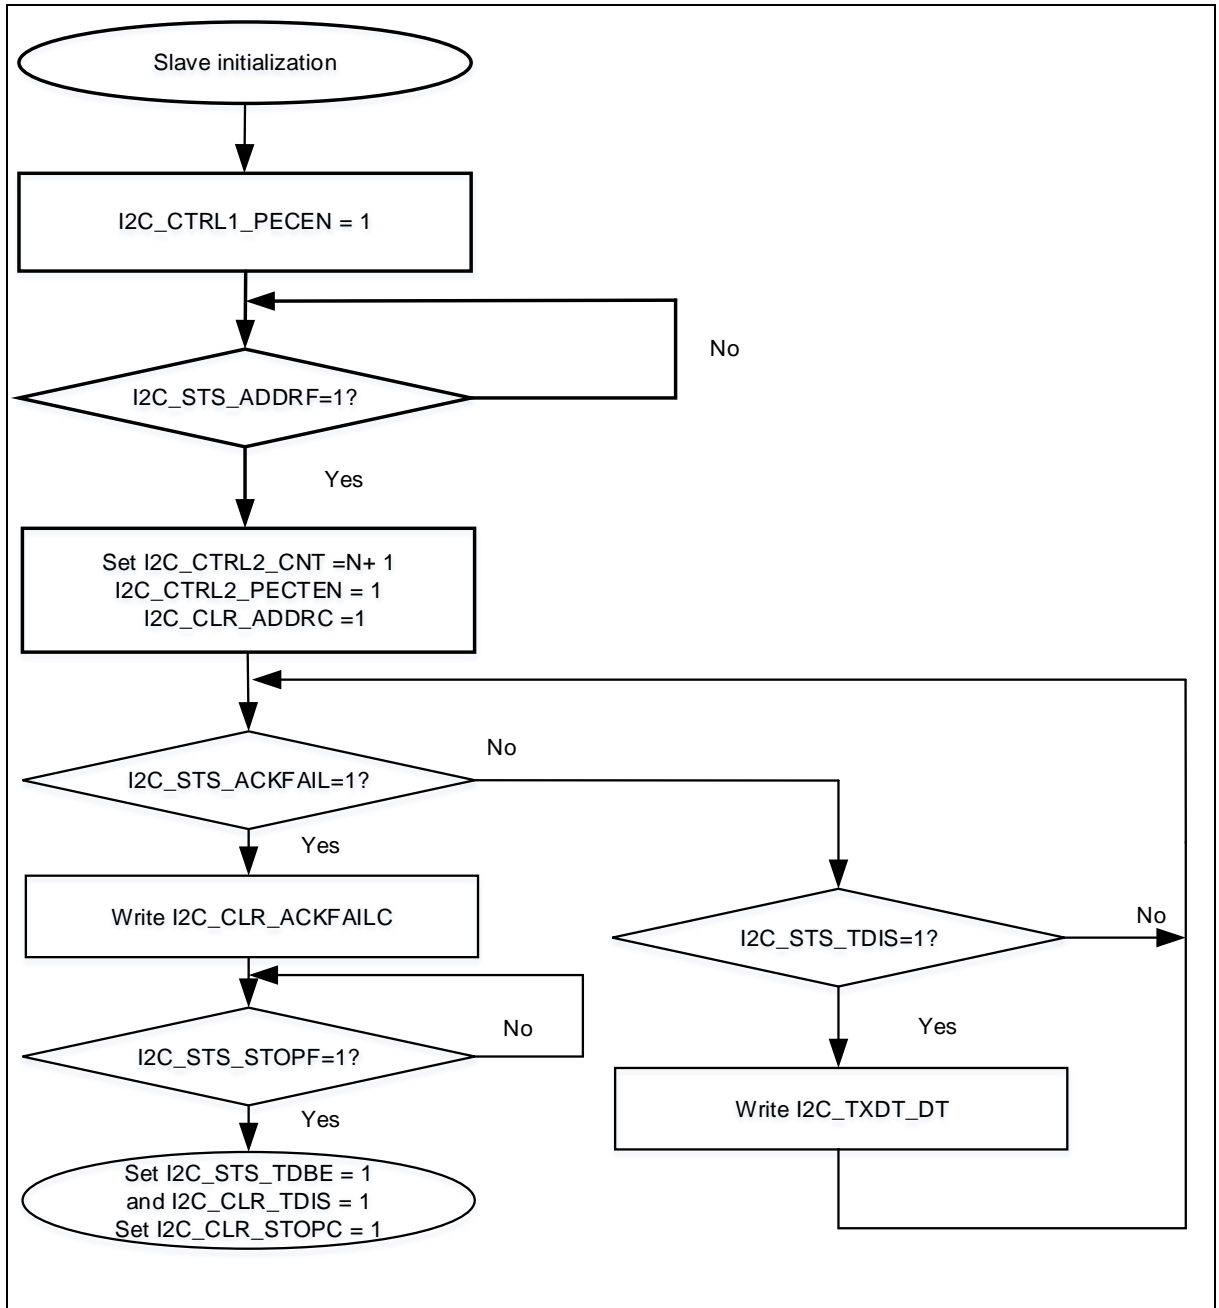 Slave initialization
I2C_CTRL1_PECEN = 1
No
I2C_STS_ADDRF=1?
Yes
Set I2C_CTRL2_CNT =N+ 1
I2C_CTRL2_PECTEN = 1
I2C_CLR_ADDRC =1
No
I2C_STS_ACKFAIL=1?
Yes
Write I2C_CLR_ACKFAILC
No
I2C_STS_TDIS=1?
No
Yes
I2C_STS_STOPF=1?
Write I2C_TXDT_DT
Yes
Set I2C_STS_TDBE = 1
and I2C_CLR_TDIS = 1
Set I2C_CLR_STOPC = 1